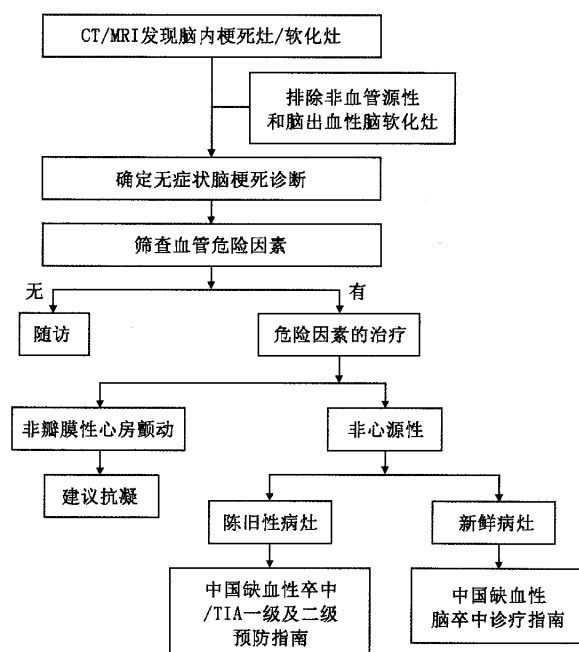 CT/MRI发现脑内梗死灶/软化灶
排除非血管源性
和脑出血性脑软化灶
确定无症状脑梗死诊断
筛查血管危险因素
无
有
随访
危险因素的治疗
非瓣膜性心房颤动
非心源性
建议抗凝
陈旧性病灶
新鲜病灶
中国缺血性卒中
/TIA一级及二级
预防指南
中国缺血性
脑卒中诊疗指南